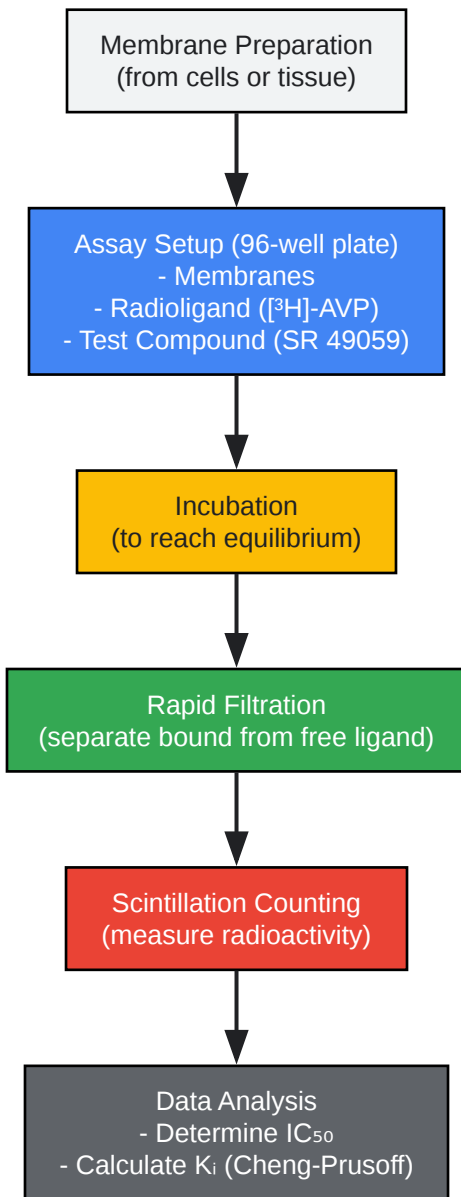 Membrane Preparation
(from cells or tissue)
Assay Setup (96-well plate)
- Membranes
- Radioligand ([³H]-AVP)
- Test Compound (SR 49059)
Incubation
(to reach equilibrium)
Rapid Filtration
(separate bound from free ligand)
Scintillation Counting
(measure radioactivity)
Data Analysis
- Determine IC₅₀
- Calculate Kᵢ (Cheng-Prusoff)